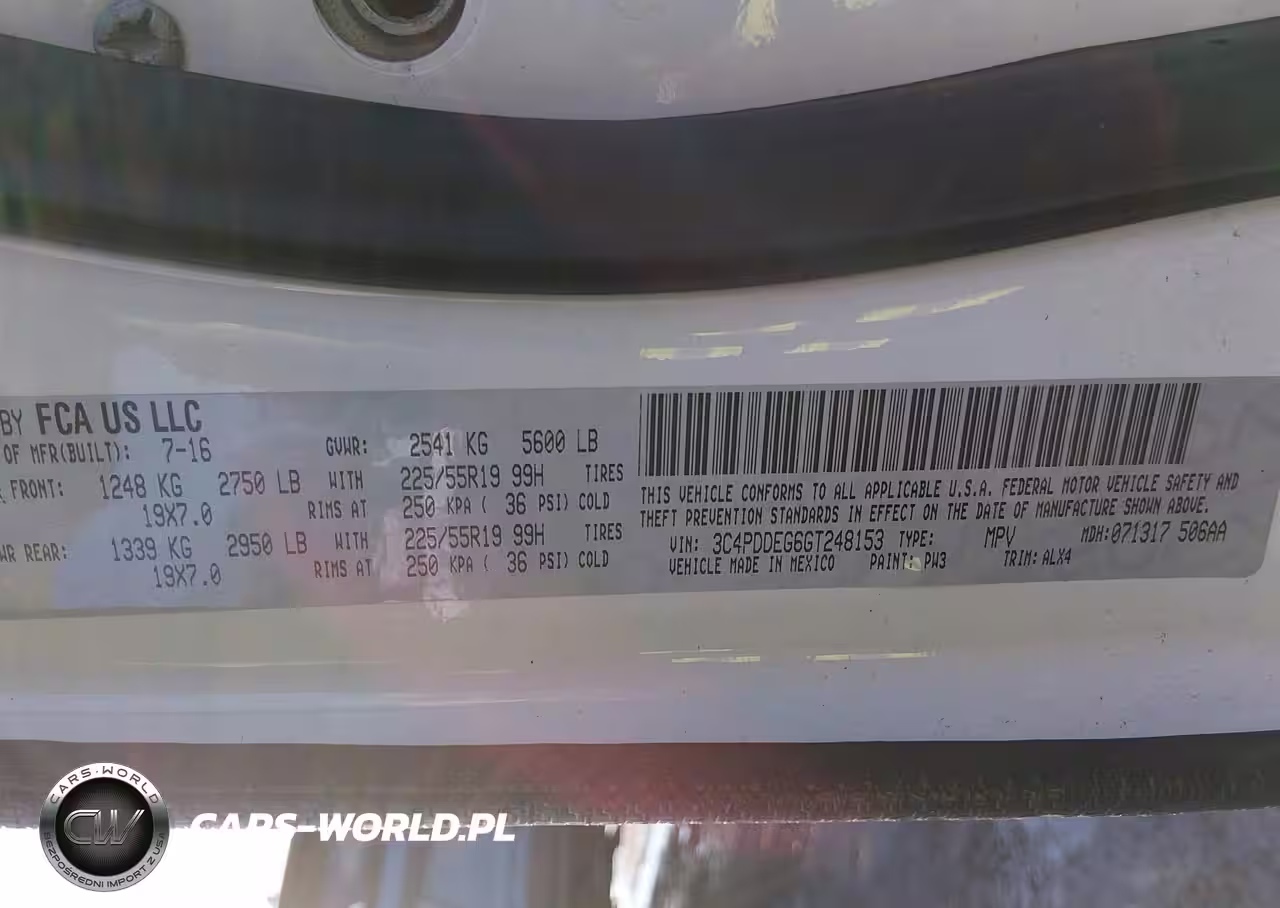 BY FCA US LLC
OF MFR(BUILT): 7-16 GVWR: 2541 KG 5600 LB
FRONT: 1248 KG 2750 LB WITH 225/55R19 99H TIRES
19X7.0 RIMS AT 250 KPA ( 36 PSI) COLD
WR REAR: 1339 KG 2950 LB WITH 225/55R19 99H TIRES
19X7.0 RIMS AT 250 KPA ( 36 PSI) COLD
THIS VEHICLE CONFORMS TO ALL APPLICABLE U.S.A. FEDERAL MOTOR VEHICLE SAFETY AND
THEFT PREVENTION STANDARDS IN EFFECT ON THE DATE OF MANUFACTURE SHOWN ABOVE.
VIN: 3C4PDDEG6GT248153 TYPE: MPV MDH:071317 506AA
VEHICLE MADE IN MEXICO PAINT: PW3 TRIM: ALX4
CARS-WORLD
CW
BEZPOŚREDNI IMPORT Z USA
CARS-WORLD.PL